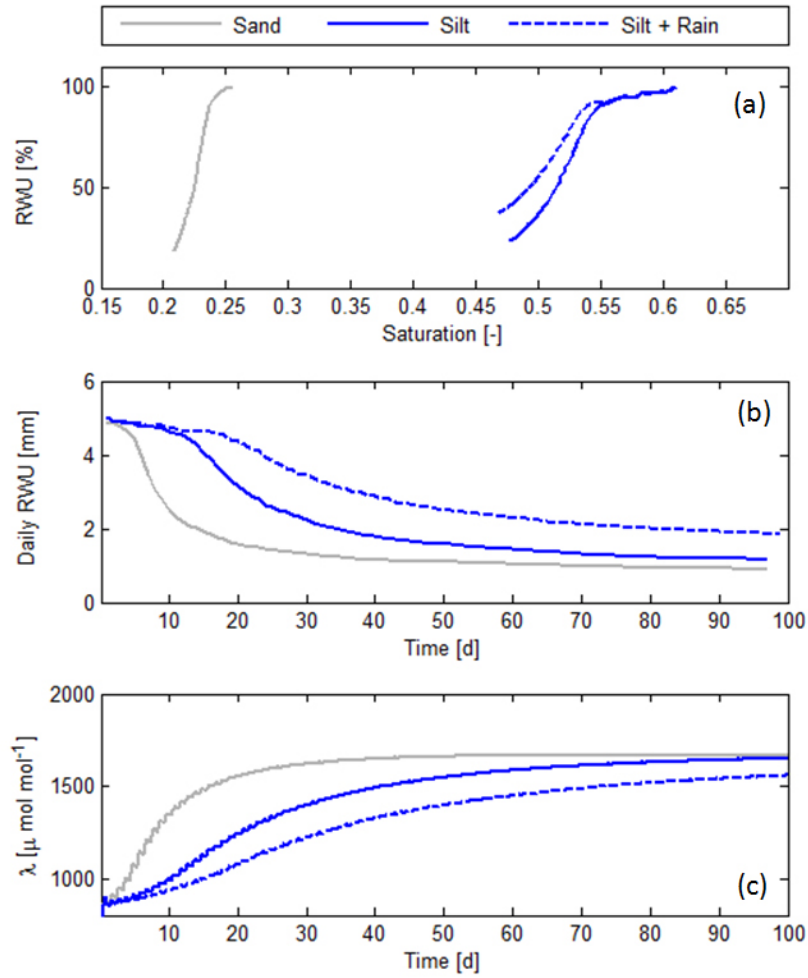 Sand Silt Silt + Rain
(a)
RWU [%]
100
50
0
0.15 0.2 0.25 0.3 0.35 0.4 0.45 0.5 0.55 0.6 0.65
Saturation [-]
(b)
Daily RWU [mm]
6
4
2
0
10 20 30 40 50 60 70 80 90 100
Time [d]
(c)
λ [μ mol mol⁻¹]
2000
1500
1000
10 20 30 40 50 60 70 80 90 100
Time [d]